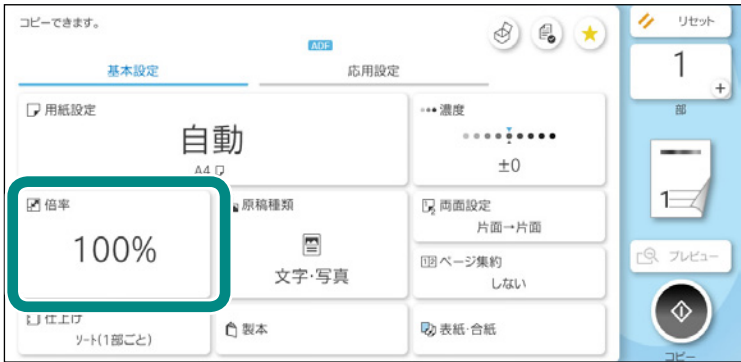 コピーできます。
ADF
基本設定
応用設定
用紙設定
自動
A4
濃度
±0
倍率
100%
原稿種類
文字・写真
両面設定
片面→片面
ページ集約
しない
仕上げ
ソート(1部ごと)
製本
表紙・合紙
リセット
1
+
部
1
プレビュー
コピー